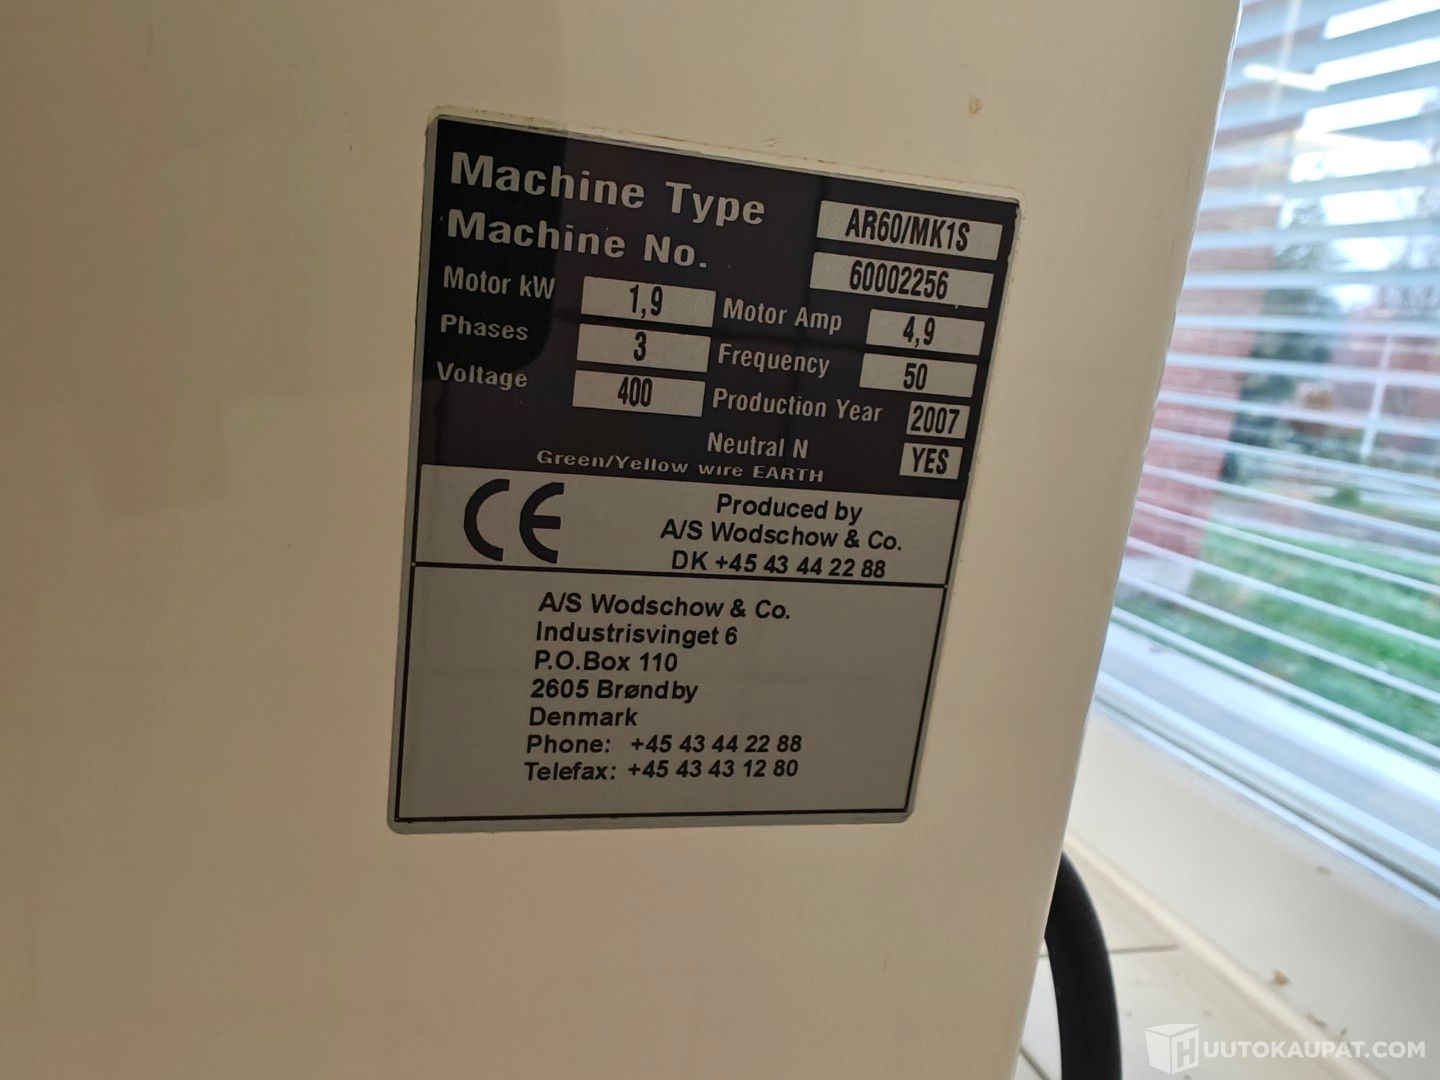 Machine Type AR60/MK1S
Machine No. 60002256
Motor kW 1,9 Motor Amp 4,9
Phases 3 Frequency 50
Voltage 400 Production Year 2007
Neutral N YES
Green/Yellow wire EARTH
CE
Produced by
A/S Wodschow & Co.
DK +45 43 44 22 88
A/S Wodschow & Co.
Industrisvinget 6
P.O.Box 110
2605 Brøndby
Denmark
Phone: +45 43 44 22 88
Telefax: +45 43 43 12 80
HUUTOKAUPAT.COM